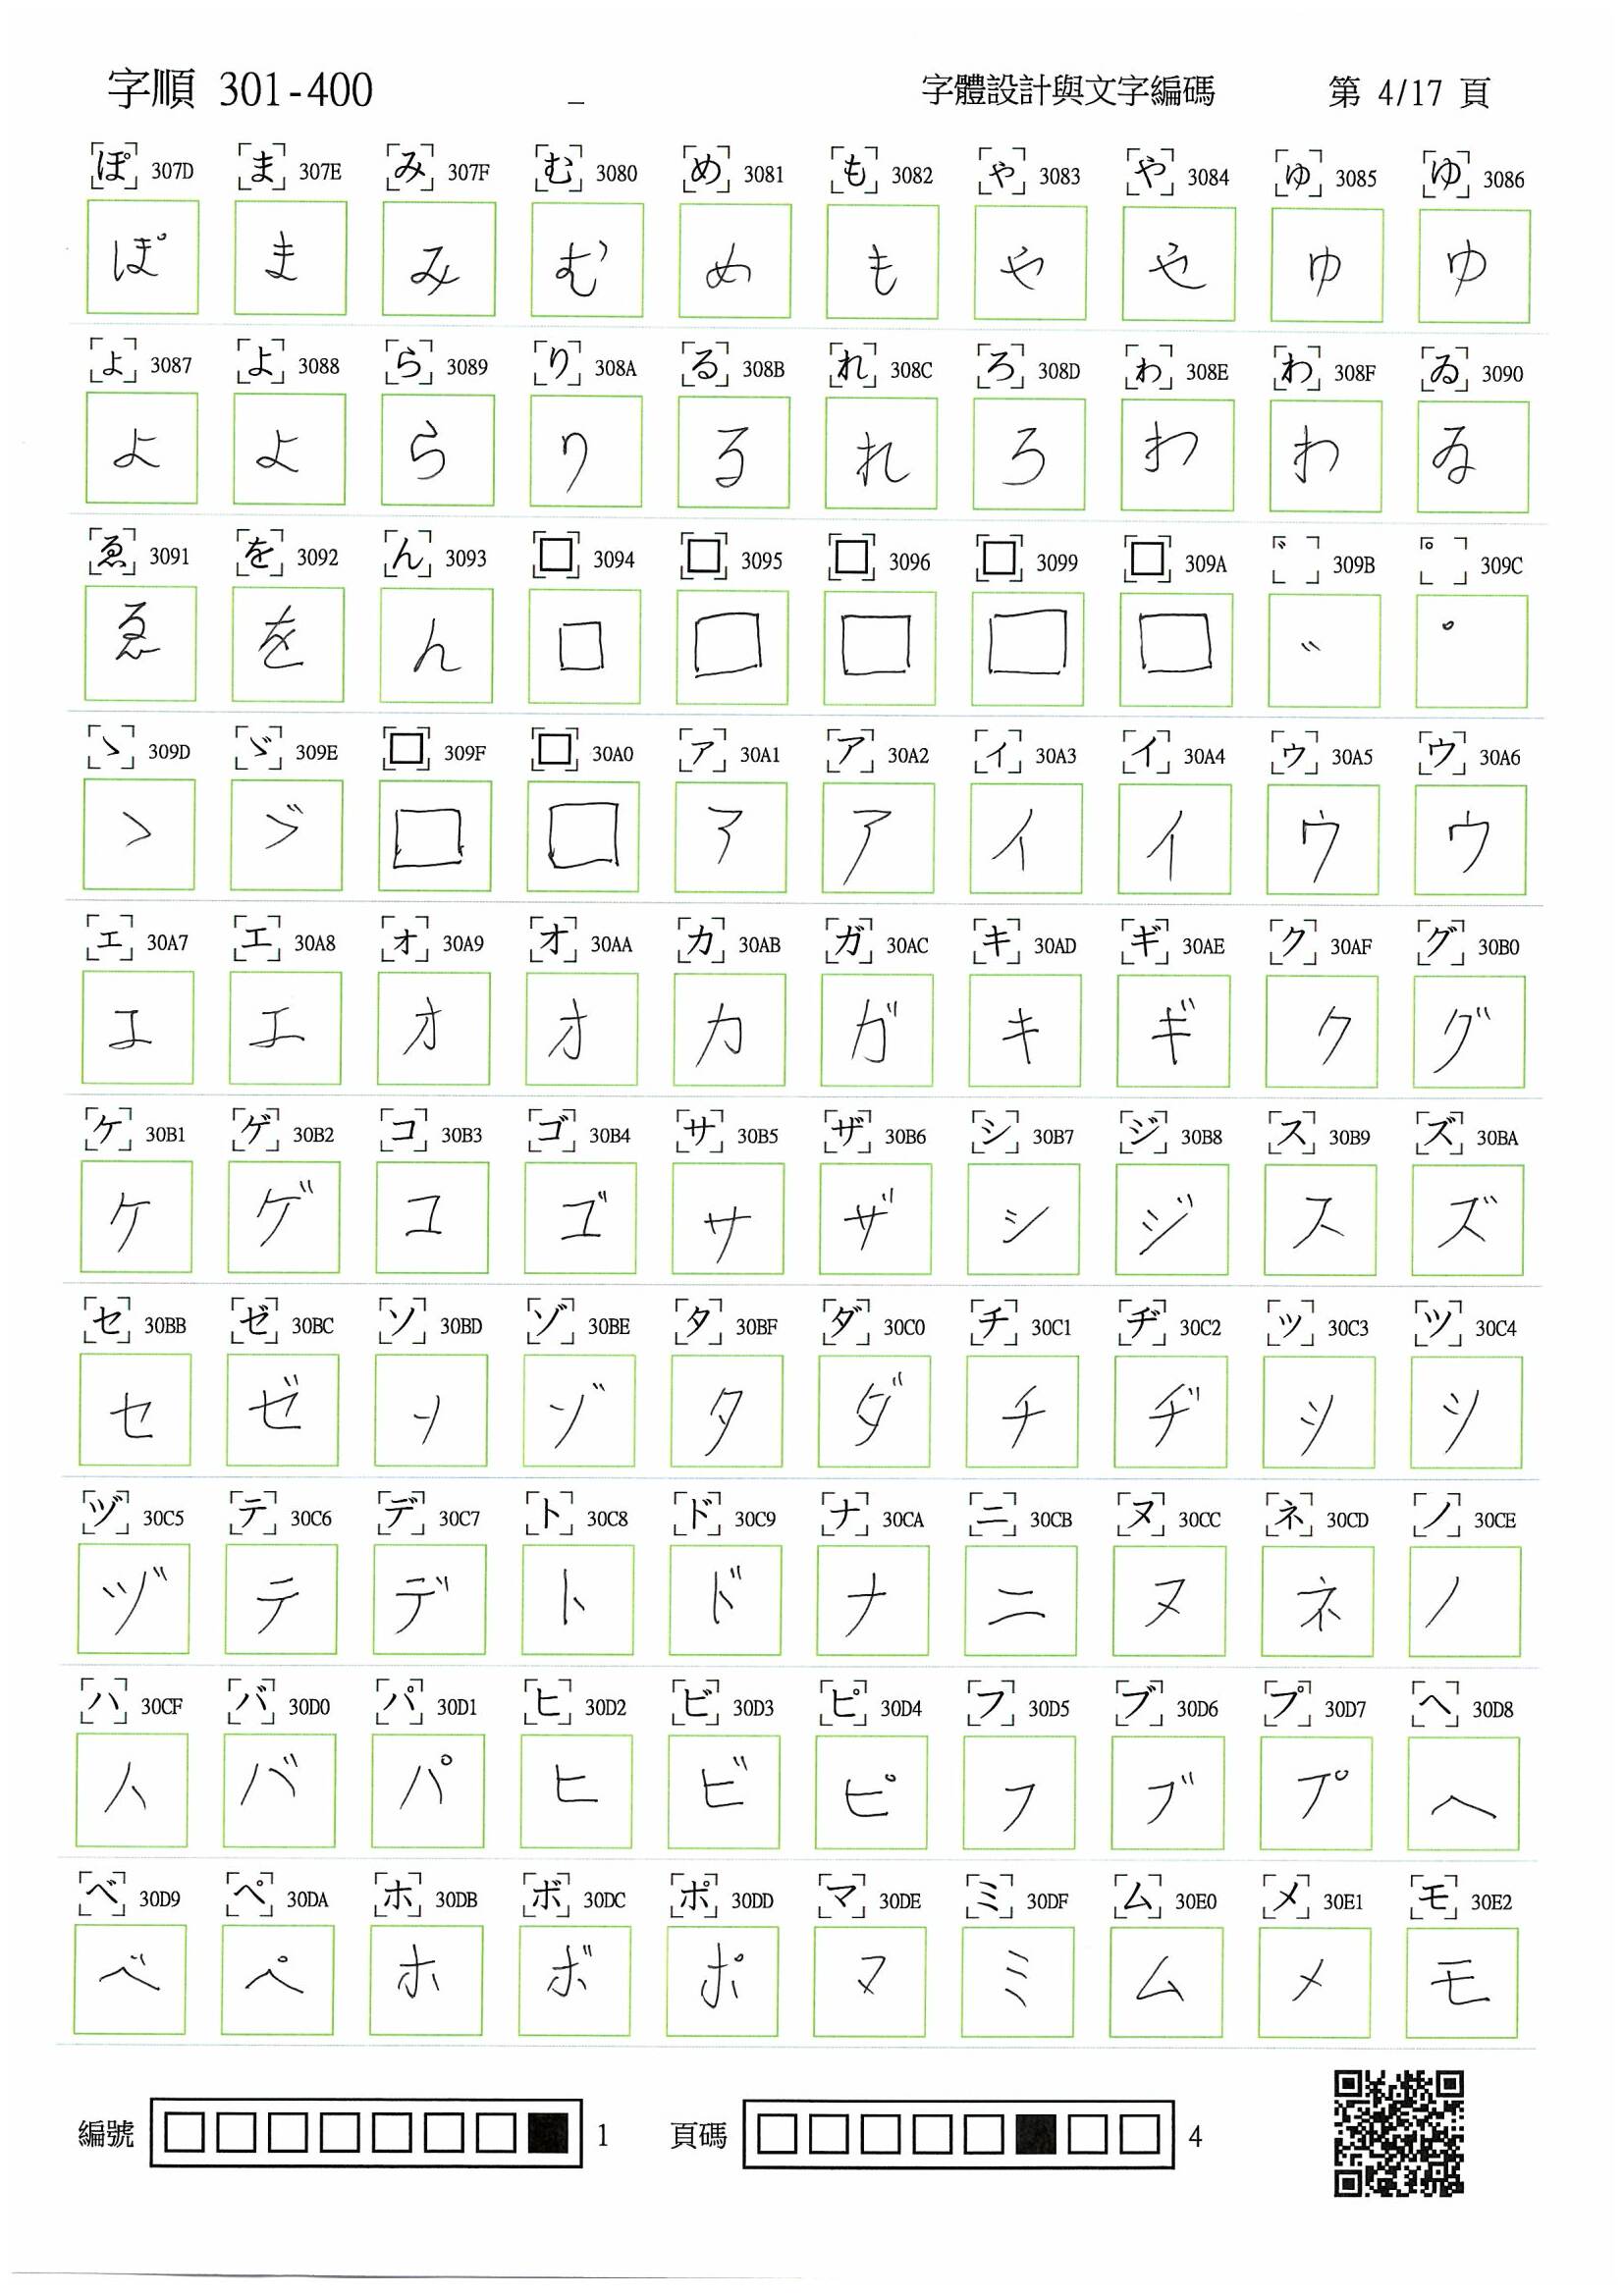 字順 301-400 _ 字體設計與文字編碼 第 4/17 頁
ぽ 307D ま 307E み 307F む 3080 め 3081 も 3082 ゃ 3083 や 3084 ゅ 3085 ゆ 3086
ぽ ま み む め も や や ゆ ゆ
ょ 3087 よ 3088 ら 3089 り 308A る 308B れ 308C ろ 308D ゎ 308E わ 308F ゐ 3090
よ よ ら り る れ ろ わ わ ゐ
ゑ 3091 を 3092 ん 3093 □ 3094 □ 3095 □ 3096 □ 3099 □ 309A ゛ 309B ゜ 309C
ゑ を ん □ □ □ □ □ ゛ ゜
ゝ 309D ゞ 309E □ 309F □ 30A0 ァ 30A1 ア 30A2 ィ 30A3 イ 30A4 ゥ 30A5 ウ 30A6
ゝ ゞ □ □ ア ア イ イ ウ ウ
ェ 30A7 エ 30A8 ォ 30A9 オ 30AA カ 30AB ガ 30AC キ 30AD ギ 30AE ク 30AF グ 30B0
エ エ オ オ カ ガ キ ギ ク グ
ケ 30B1 ゲ 30B2 コ 30B3 ゴ 30B4 サ 30B5 ザ 30B6 シ 30B7 ジ 30B8 ス 30B9 ズ 30BA
ケ ゲ コ ゴ サ ザ シ ジ ス ズ
セ 30BB ゼ 30BC ソ 30BD ゾ 30BE タ 30BF ダ 30C0 チ 30C1 ヂ 30C2 ッ 30C3 ツ 30C4
セ ゼ ソ ゾ タ ダ チ ヂ ツ ツ
ヅ 30C5 テ 30C6 デ 30C7 ト 30C8 ド 30C9 ナ 30CA ニ 30CB ヌ 30CC ネ 30CD ノ 30CE
ヅ テ デ ト ド ナ ニ ヌ ネ ノ
ハ 30CF バ 30D0 パ 30D1 ヒ 30D2 ビ 30D3 ピ 30D4 フ 30D5 ブ 30D6 プ 30D7 ヘ 30D8
ハ バ パ ヒ ビ ピ フ ブ プ ヘ
ベ 30D9 ペ 30DA ホ 30DB ボ 30DC ポ 30DD マ 30DE ミ 30DF ム 30E0 メ 30E1 モ 30E2
ベ ペ ホ ボ ポ マ ミ ム メ モ
編號 □□□□□□□■ 1 頁碼 □□□□□■□□ 4